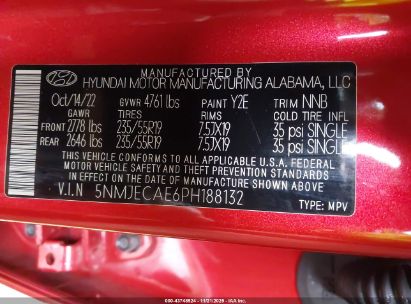 MANUFACTURED BY
HYUNDAI MOTOR MANUFACTURING ALABAMA, LLC
Oct/14/22 GVWR 4761 lbs PAINT Y2E TRIM NNB
GAWR TIRES RIMS COLD TIRE INFL
FRONT 2778 lbs 235/55R19 7.5JX19 35 psi SINGLE
REAR 2646 lbs 235/55R19 7.5JX19 35 psi SINGLE
THIS VEHICLE CONFORMS TO ALL APPLICABLE U.S.A. FEDERAL
MOTOR VEHICLE SAFETY AND THEFT PREVENTION STANDARDS
IN EFFECT ON THE DATE OF MANUFACTURE SHOWN ABOVE
V.I.N 5NMJECAE6PH188132
TYPE: MPV